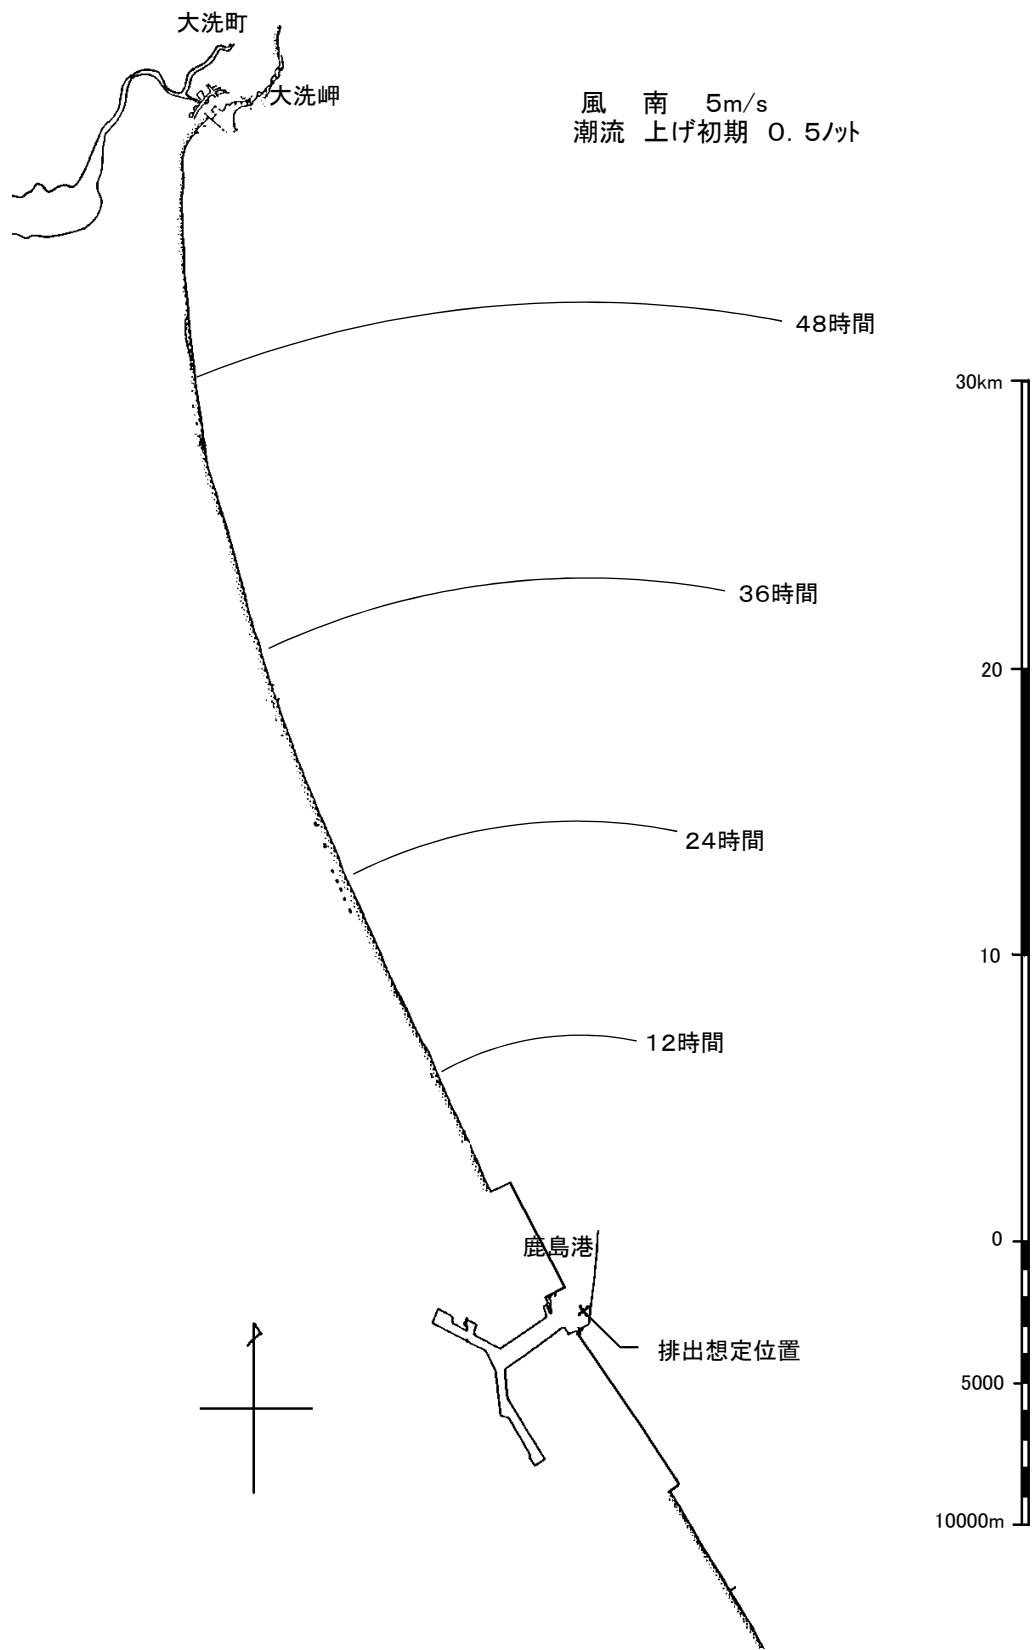 大洗町
大洗岬
風　南　5m/s
潮流 上げ初期 0.5ノット
48時間
30km
36時間
20
24時間
10
12時間
0
鹿島港
排出想定位置
5000
10000m